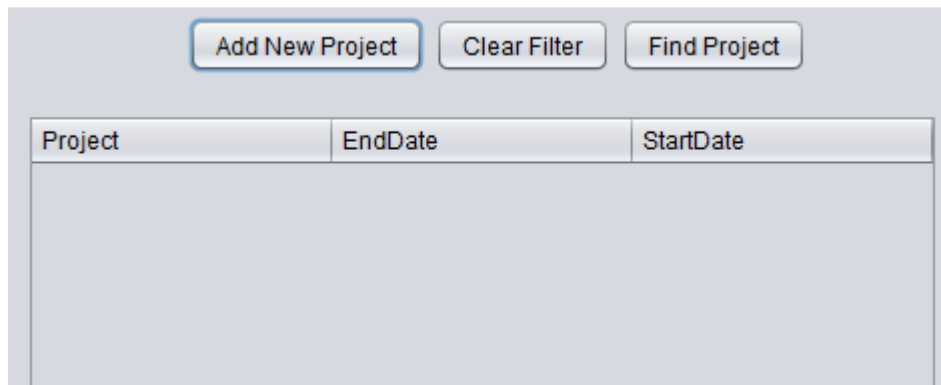 Add New Project Clear Filter Find Project
Project EndDate StartDate